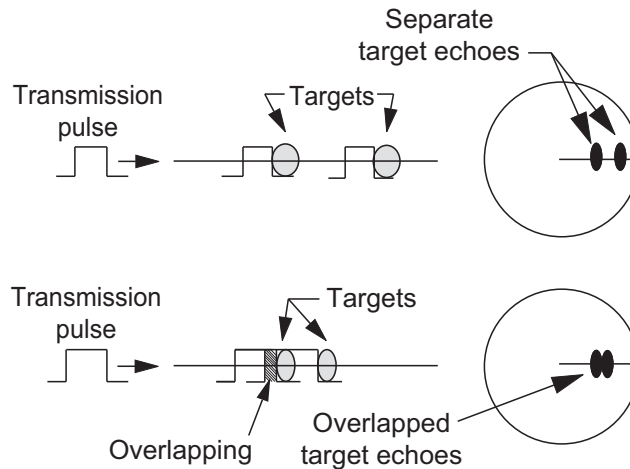 Separate
target echoes
Transmission
pulse
Targets
Transmission
pulse
Targets
Overlapping
Overlapped
target echoes